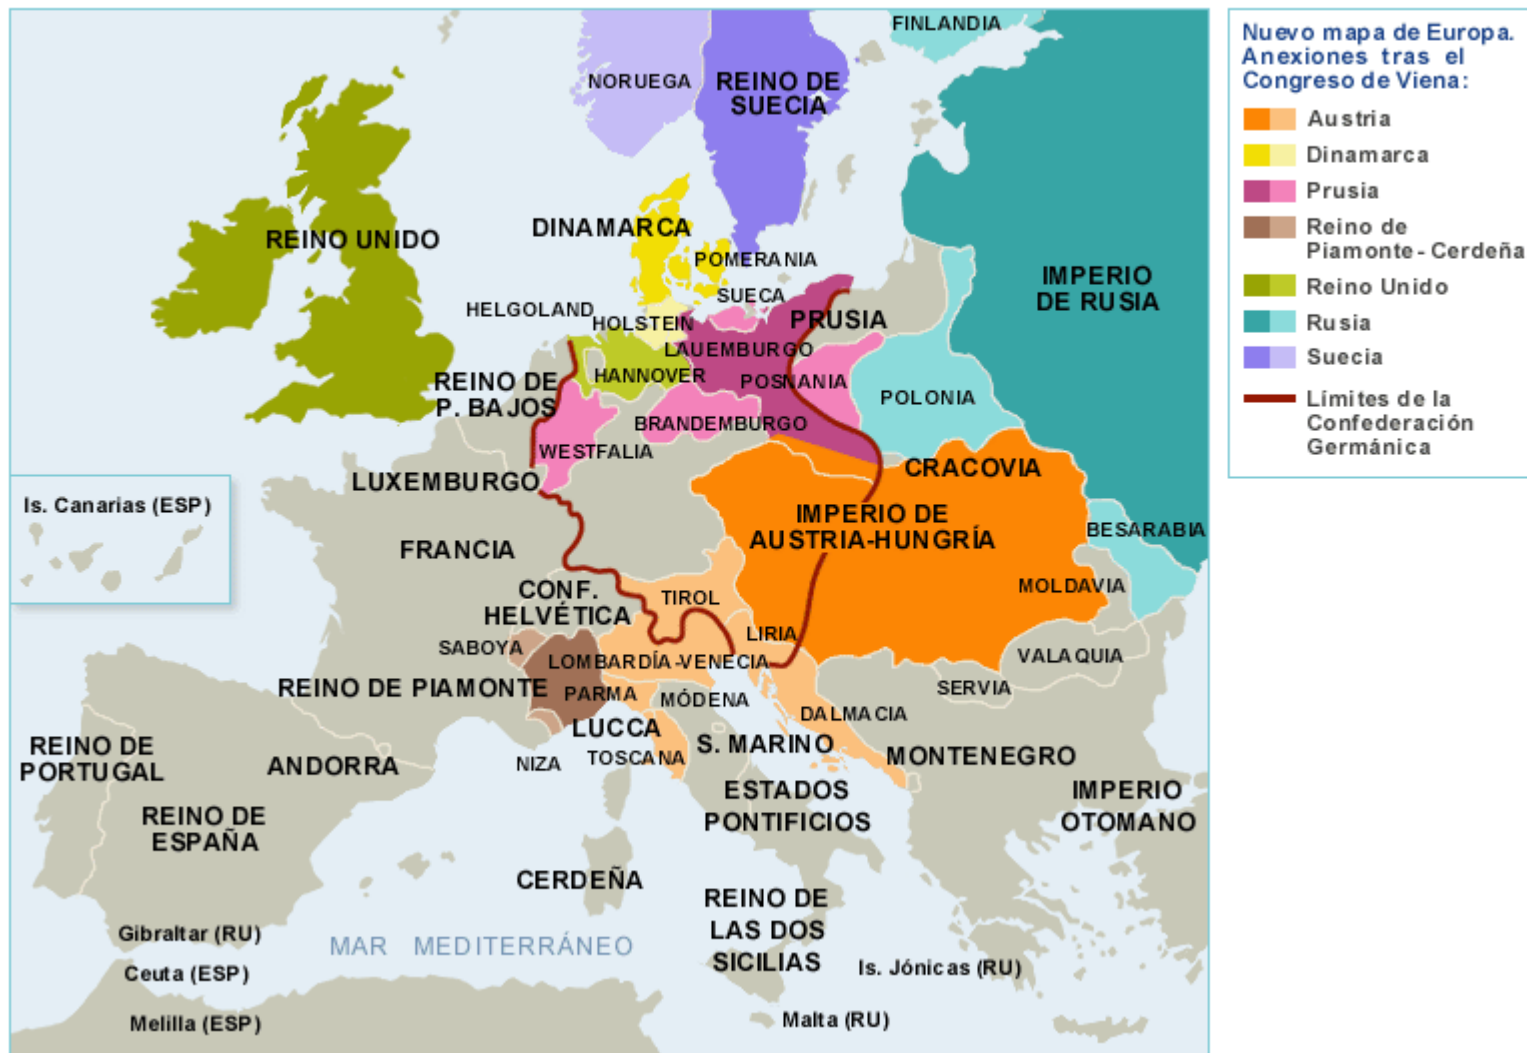 FINLANDIA
NORUEGA
REINO DE
SUECIA
REINO UNIDO
DINAMARCA
POMERANIA
SUECA
IMPERIO
DE RUSIA
HELGOLAND
HOLSTEIN
PRUSIA
LAUEMBURGO
HANNOVER
POSNANIA
REINO DE
P. BAJOS
POLONIA
BRANDEMBURGO
WESTFALIA
LUXEMBURGO
CRACOVIA
Is. Canarias (ESP)
IMPERIO DE
AUSTRIA-HUNGRÍA
BESARABIA
FRANCIA
CONF.
HELVÉTICA
TIROL
MOLDAVIA
LIRIA
SABOYA
LOMBARDÍA-VENECIA
VALAQUIA
REINO DE PIAMONTE
PARMA
MÓDENA
SERVIA
DALMACIA
LUCCA
REINO DE
PORTUGAL
ANDORRA
NIZA
TOSCANA
S. MARINO
MONTENEGRO
REINO DE
ESPAÑA
ESTADOS
PONTIFICIOS
IMPERIO
OTOMANO
CERDEÑA
REINO DE
LAS DOS
SICILIAS
Gibraltar (RU)
MAR MEDITERRÁNEO
Ceuta (ESP)
Is. Jónicas (RU)
Melilla (ESP)
Malta (RU)
Nuevo mapa de Europa.
Anexiones tras el
Congreso de Viena:
Austria
Dinamarca
Prusia
Reino de
Piamonte-Cerdeña
Reino Unido
Rusia
Suecia
Límites de la
Confederación
Germánica